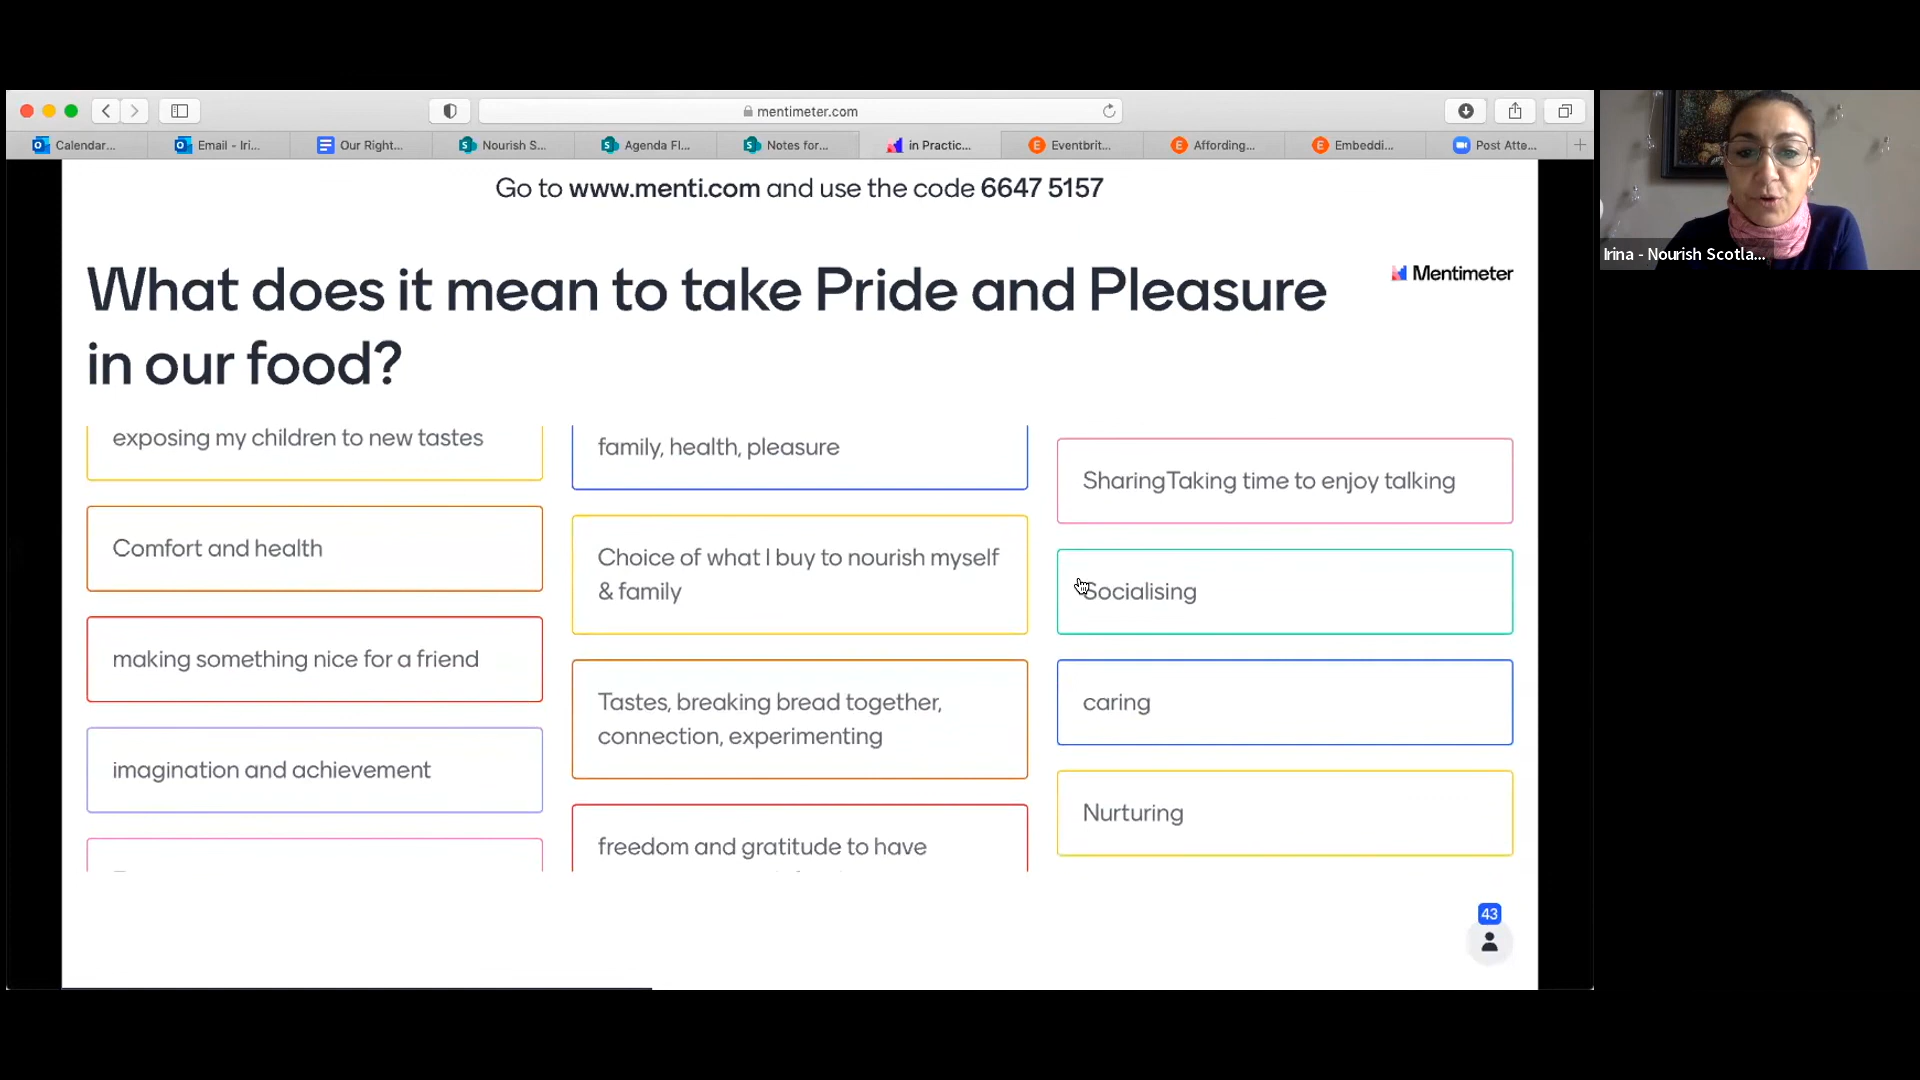 mentimeter.com
Calendar...
Email - Iri...
Our Right...
Nourish S...
Agenda Fl...
Notes for...
in Practic...
Eventbrit...
Affording...
Embeddi...
Post Atte...
Go to www.menti.com and use the code 6647 5157
What does it mean to take Pride and Pleasure
in our food?
Mentimeter
exposing my children to new tastes
Comfort and health
making something nice for a friend
imagination and achievement
family, health, pleasure
Choice of what I buy to nourish myself
& family
Tastes, breaking bread together,
connection, experimenting
freedom and gratitude to have
SharingTaking time to enjoy talking
Socialising
caring
Nurturing
43
Irina - Nourish Scotla...